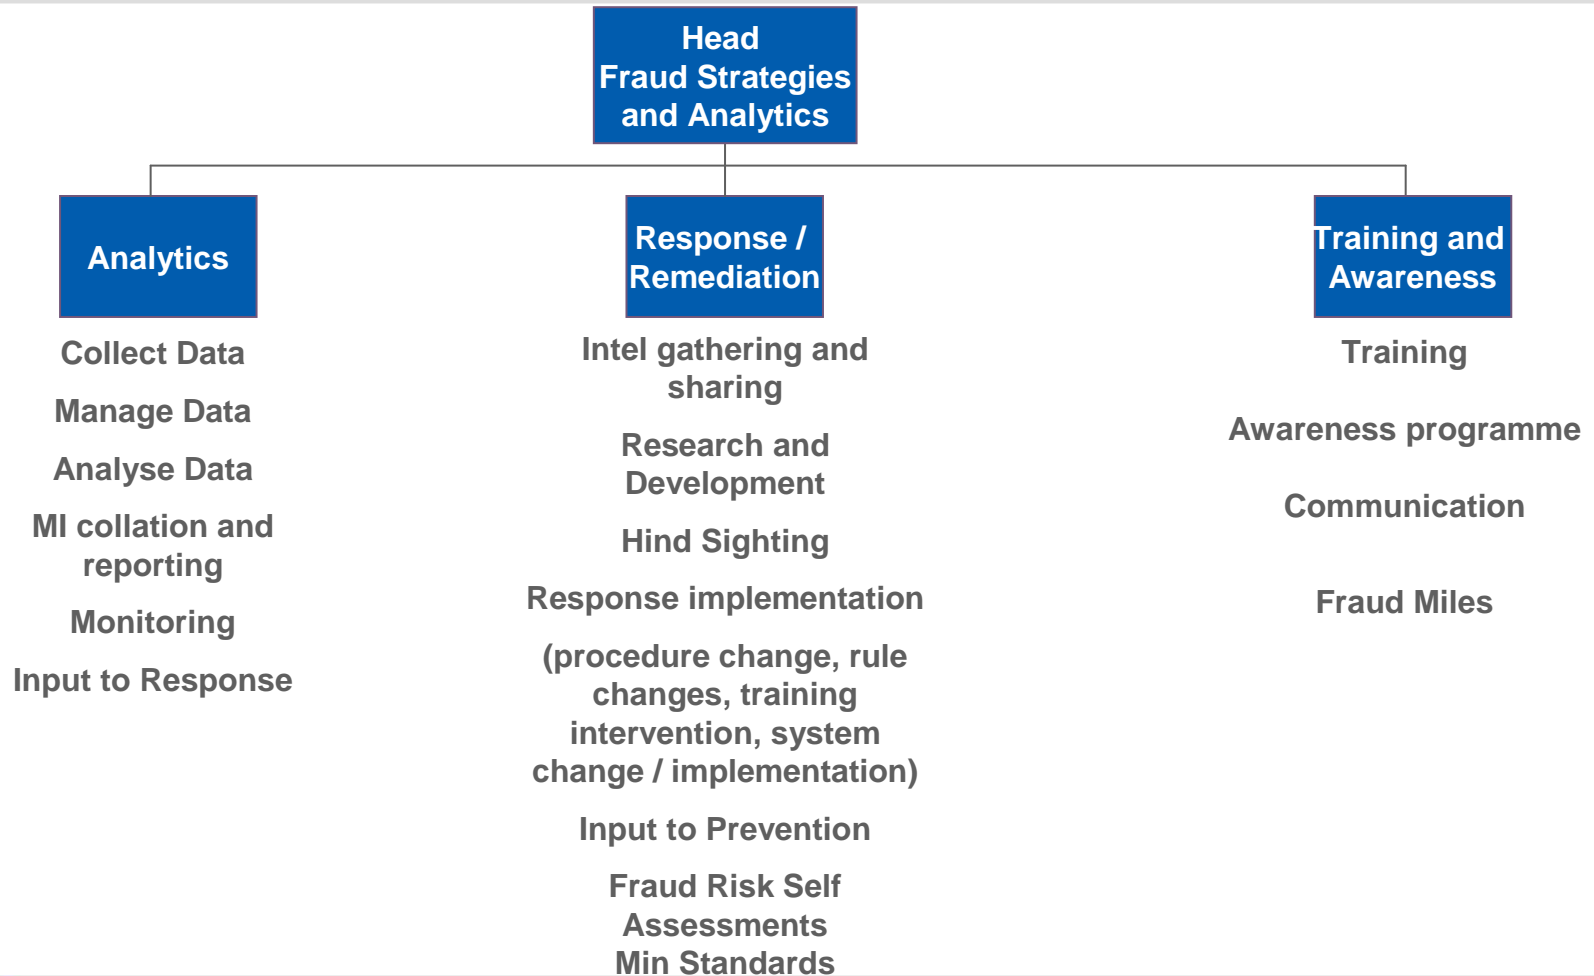 Head
Fraud Strategies
and Analytics
Analytics
Collect Data
Manage Data
Analyse Data
MI collation and
reporting
Monitoring
Input to Response
Response /
Remediation
Intel gathering and
sharing
Research and
Development
Hind Sighting
Response implementation
(procedure change, rule
changes, training
intervention, system
change / implementation)
Input to Prevention
Fraud Risk Self
Assessments
Min Standards
Training and
Awareness
Training
Awareness programme
Communication
Fraud Miles